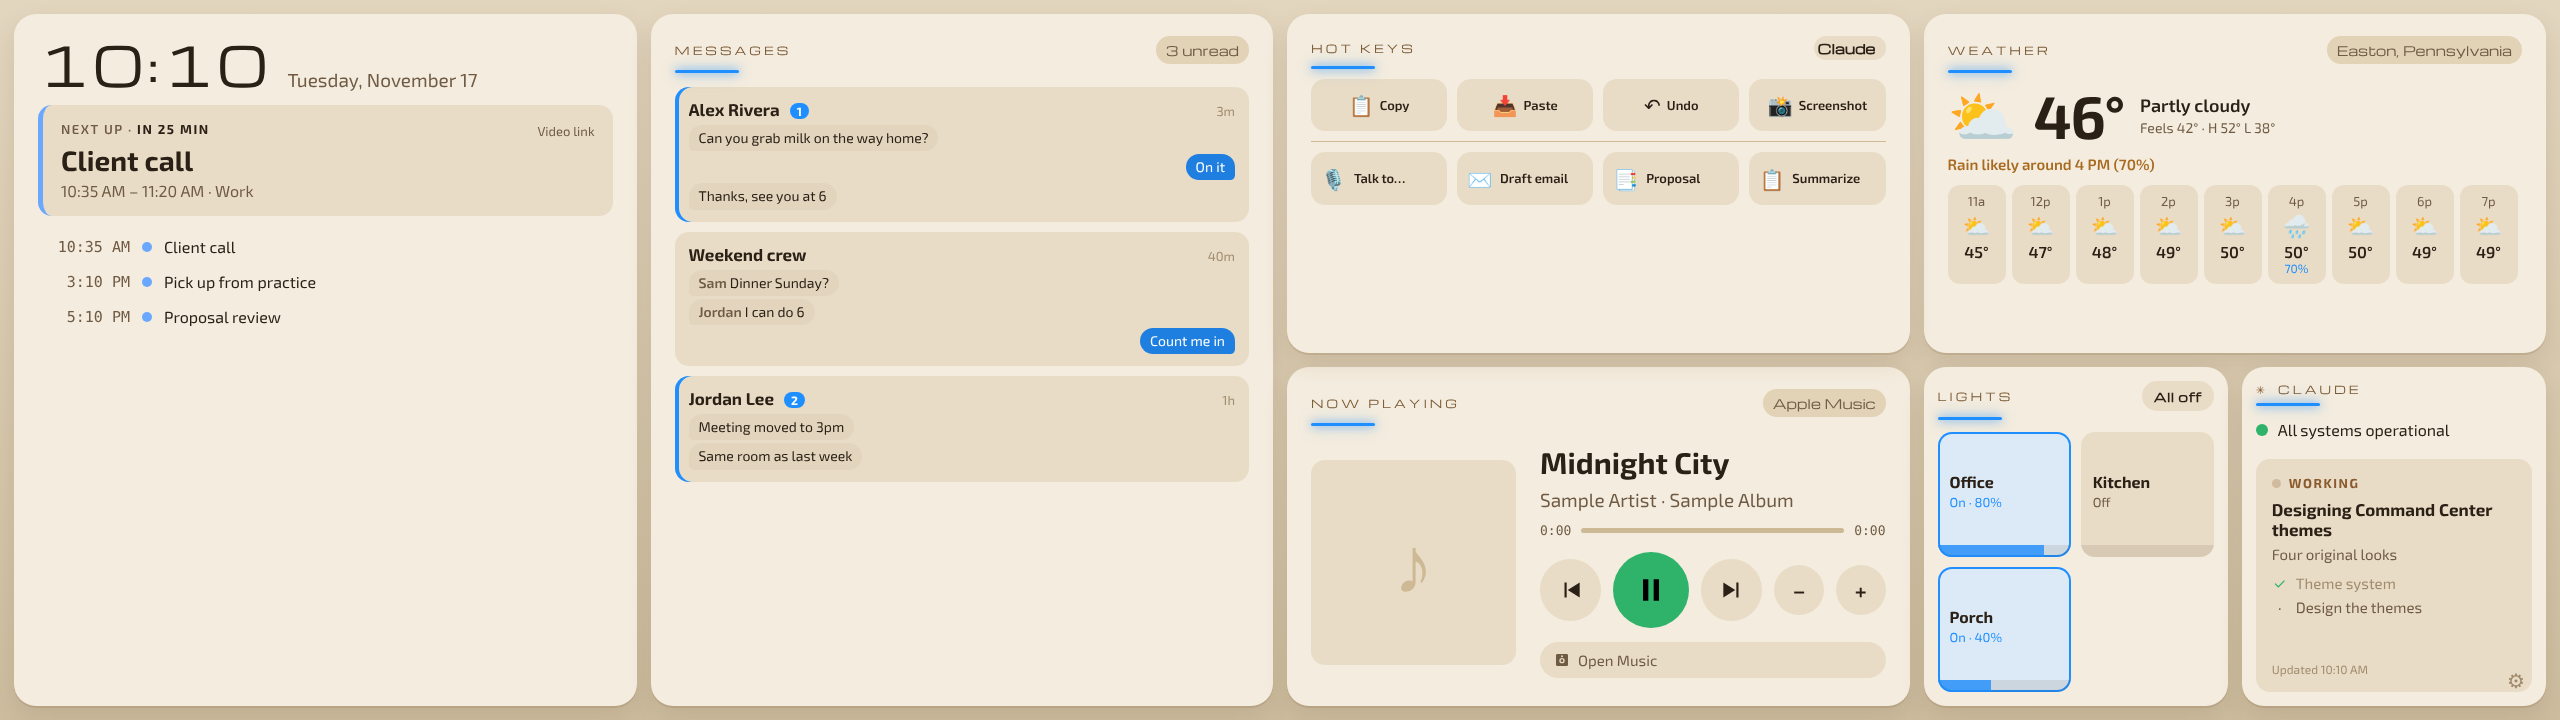 10:10 Tuesday, November 17
NEXT UP · IN 25 MIN
Video link
Client call
10:35 AM – 11:20 AM · Work
10:35 AM Client call
3:10 PM Pick up from practice
5:10 PM Proposal review
MESSAGES
3 unread
Alex Rivera 1
3m
Can you grab milk on the way home?
On it
Thanks, see you at 6
Weekend crew
40m
Sam Dinner Sunday?
Jordan I can do 6
Count me in
Jordan Lee 2
1h
Meeting moved to 3pm
Same room as last week
HOT KEYS
Claude
Copy
Paste
Undo
Screenshot
Talk to...
Draft email
Proposal
Summarize
NOW PLAYING
Apple Music
Midnight City
Sample Artist · Sample Album
0:00 0:00
Open Music
WEATHER
Easton, Pennsylvania
46°
Partly cloudy
Feels 42° · H 52° L 38°
Rain likely around 4 PM (70%)
11a 12p 1p 2p 3p 4p 5p 6p 7p
45° 47° 48° 49° 50° 50° 50° 49° 49°
70%
LIGHTS
All off
Office
On · 80%
Kitchen
Off
Porch
On · 40%
CLAUDE
All systems operational
WORKING
Designing Command Center
themes
Four original looks
✓ Theme system
· Design the themes
Updated 10:10 AM